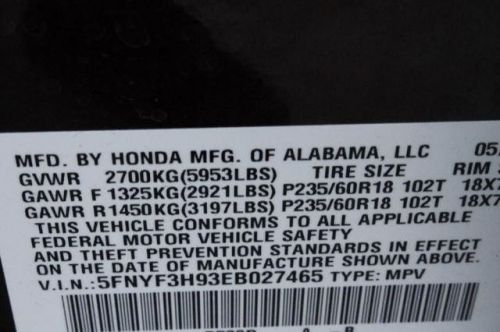 MFD. BY HONDA MFG. OF ALABAMA, LLC 05
GVWR 2700KG(5953LBS) TIRE SIZE RIM
GAWR F 1325KG(2921LBS) P235/60R18 102T 18X7
GAWR R1450KG(3197LBS) P235/60R18 102T 18X7
THIS VEHICLE CONFORMS TO ALL APPLICABLE
FEDERAL MOTOR VEHICLE SAFETY
AND THEFT PREVENTION STANDARDS IN EFFECT
ON THE DATE OF MANUFACTURE SHOWN ABOVE.
V.I.N.:5FNYF3H93EB027465 TYPE: MPV